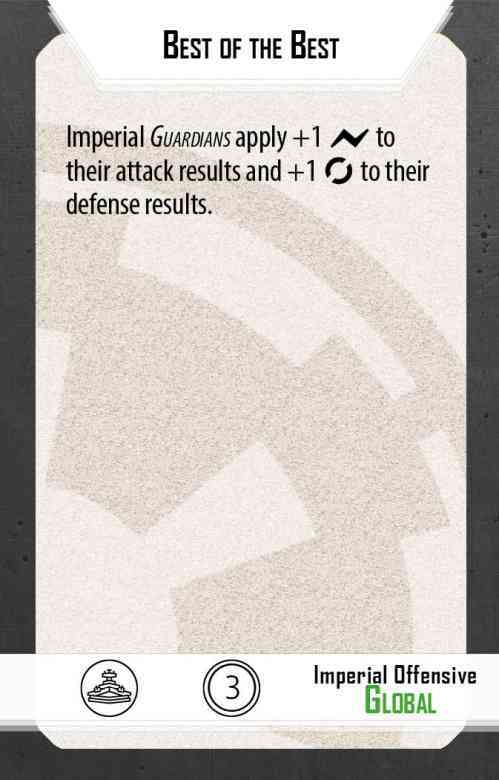 Best of the Best
Imperial Guardians apply +1 to
their attack results and +1 to their
defense results.
3
Imperial Offensive
Global